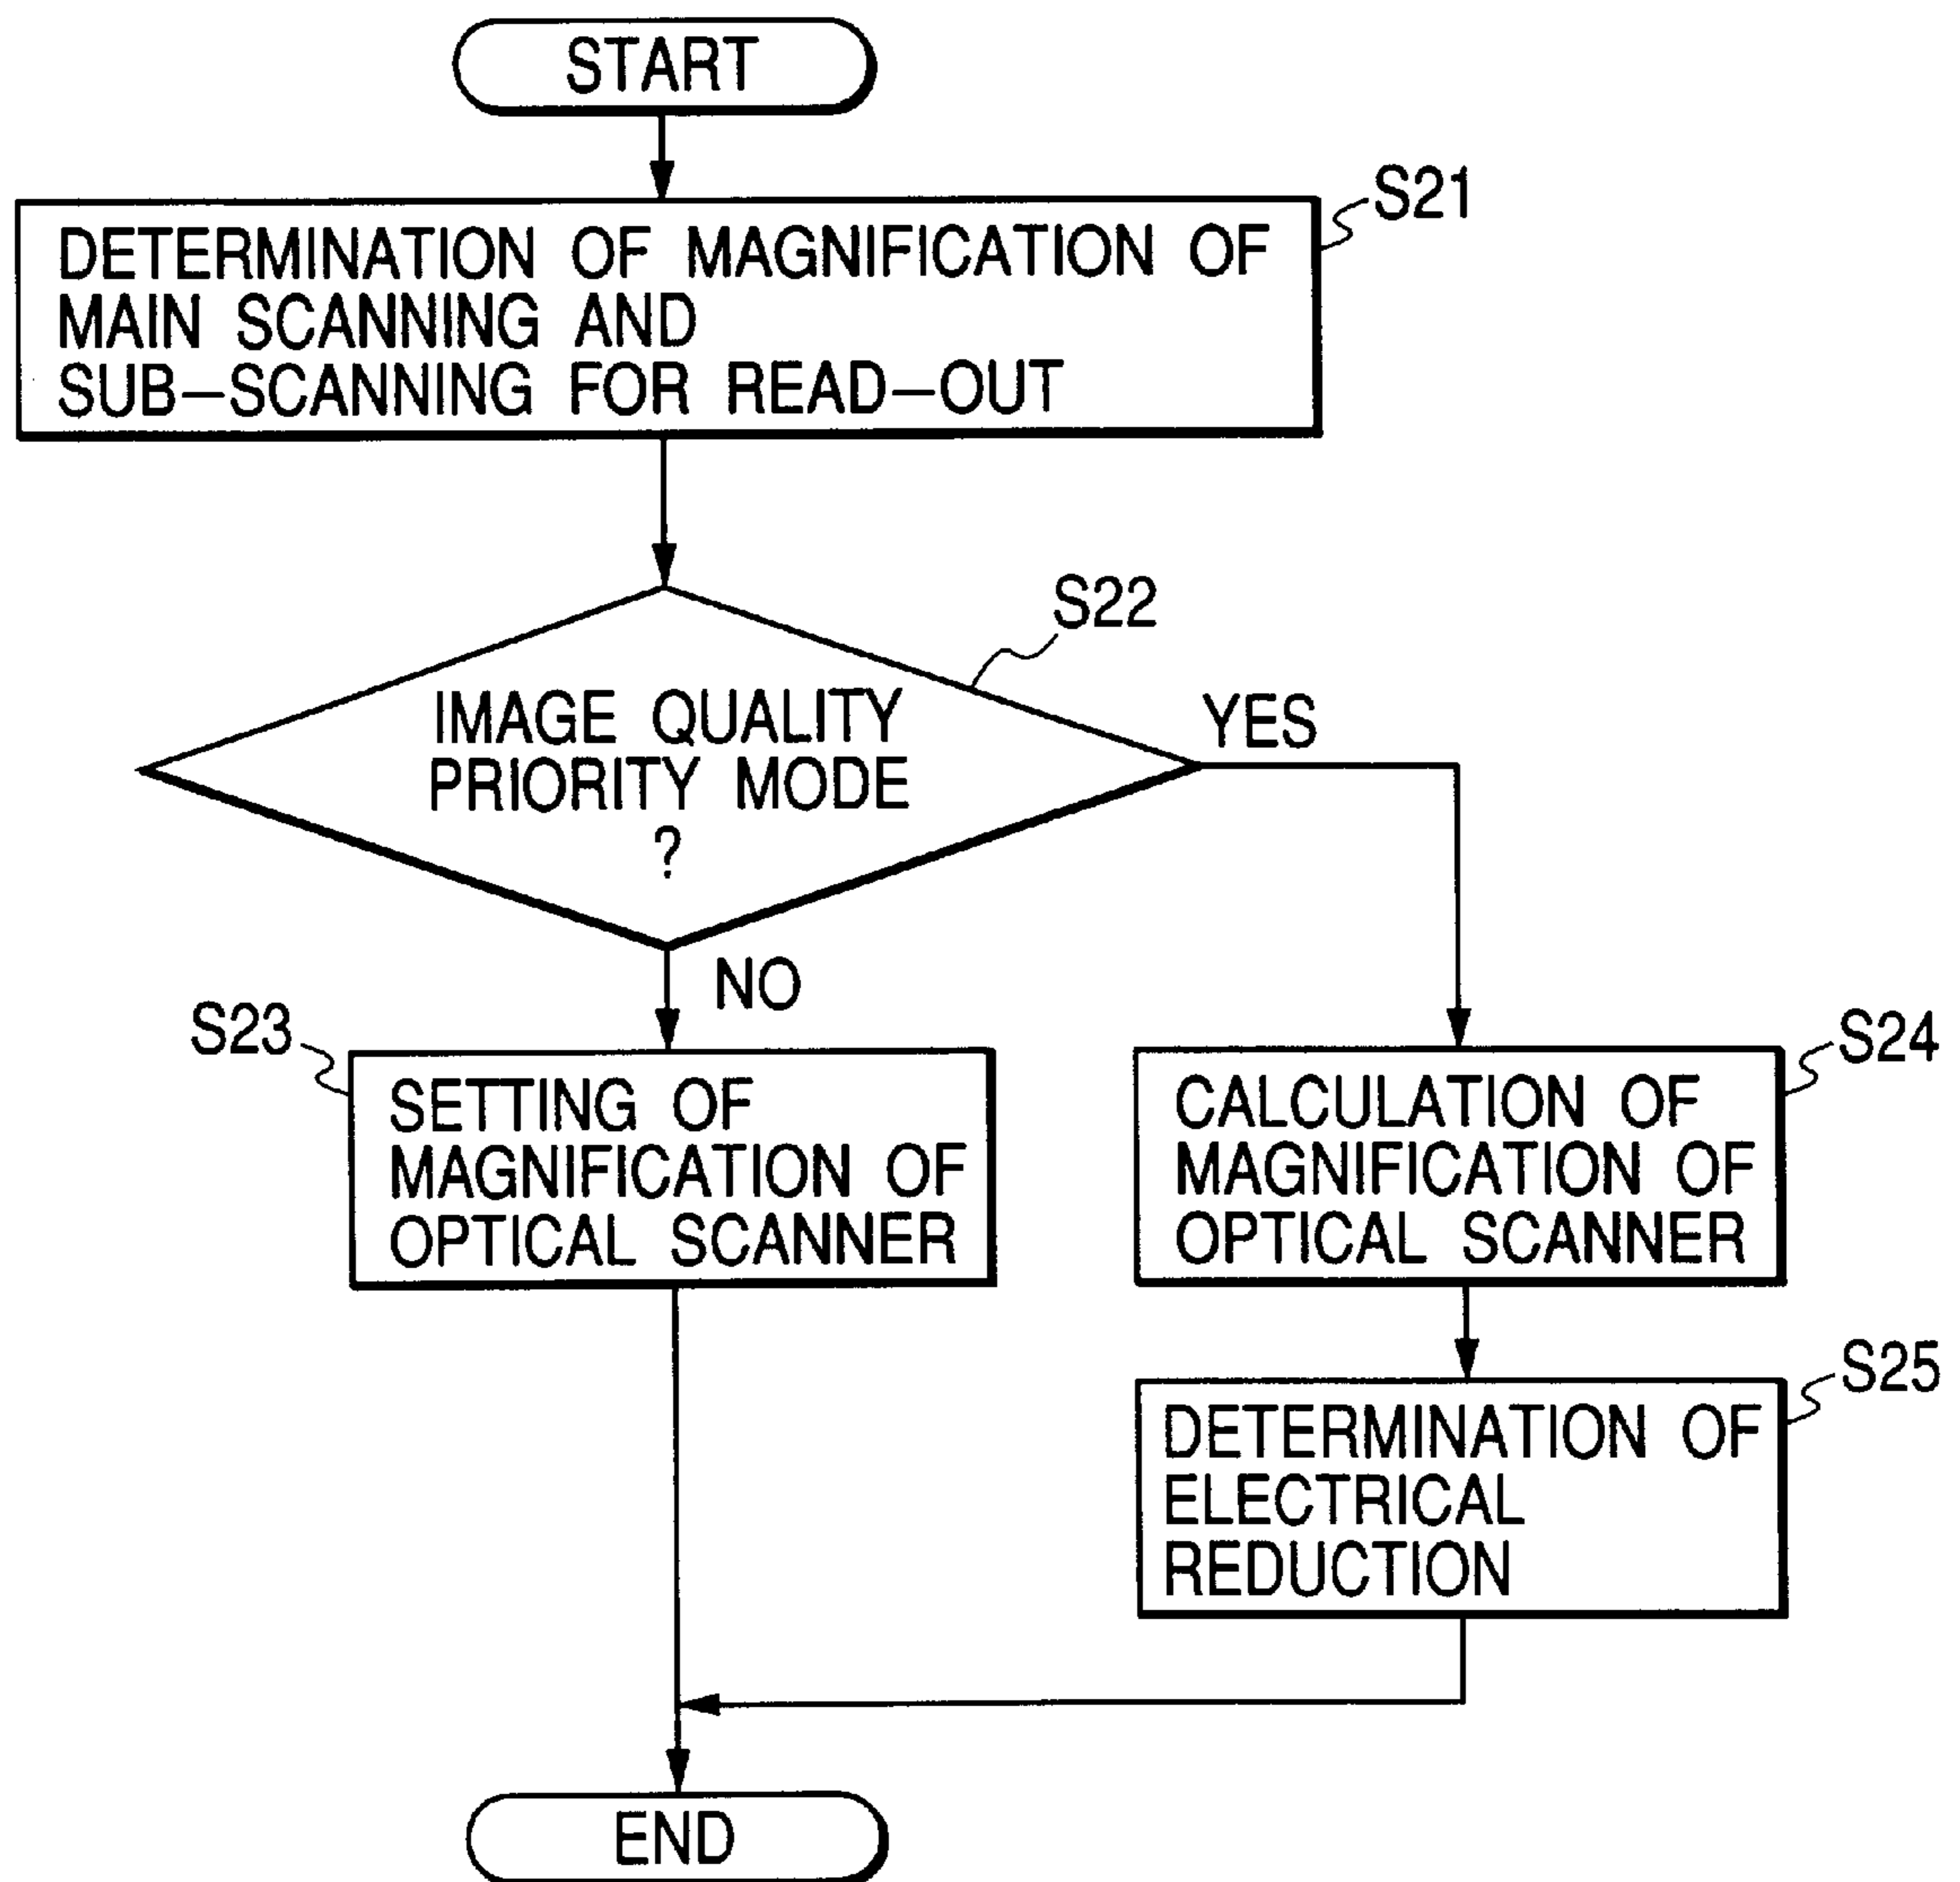 START
S21
DETERMINATION OF MAGNIFICATION OF
MAIN SCANNING AND
SUB-SCANNING FOR READ-OUT
S22
IMAGE QUALITY
PRIORITY MODE
?
YES
NO
S23
SETTING OF
MAGNIFICATION OF
OPTICAL SCANNER
S24
CALCULATION OF
MAGNIFICATION OF
OPTICAL SCANNER
S25
DETERMINATION OF
ELECTRICAL
REDUCTION
END